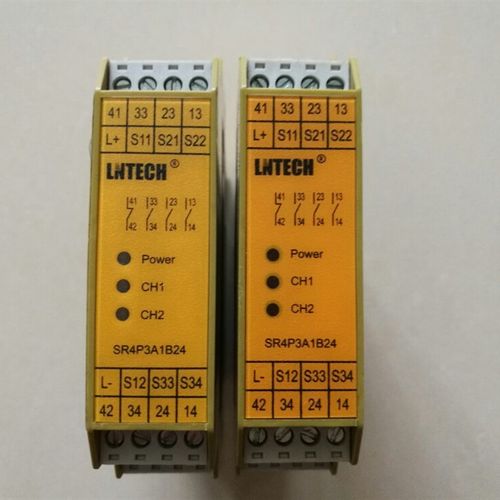 41 33 23 13
L+ S11 S21 S22
LNTECH®
41 33 23 13
42 34 24 14
Power
CH1
CH2
SR4P3A1B24
L- S12 S33 S34
42 34 24 14
41 33 23 13
L+ S11 S21 S22
LNTECH®
41 33 23 13
42 34 24 14
Power
CH1
CH2
SR4P3A1B24
L- S12 S33 S34
42 34 24 14